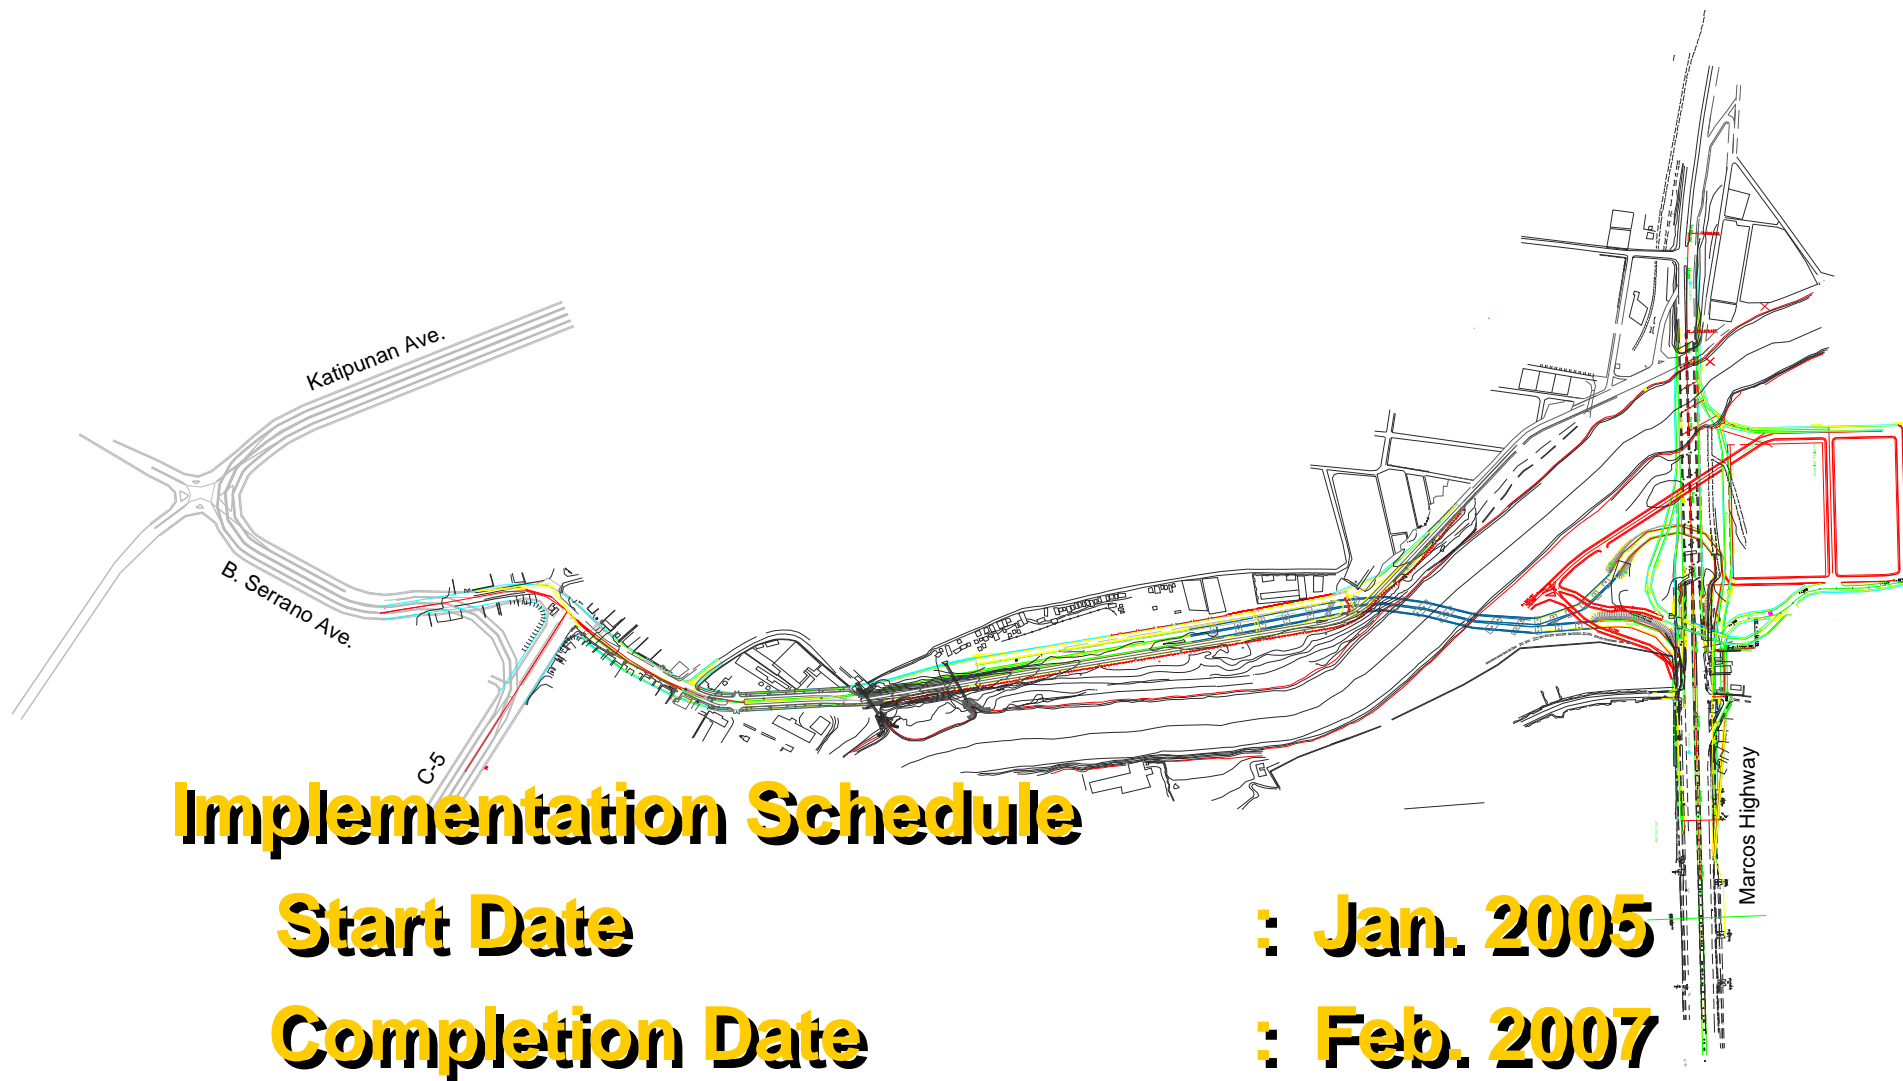 Katipunan Ave.
B. Serrano Ave.
C-5
Marcos Highway
Implementation Schedule
Start Date : Jan. 2005
Completion Date : Feb. 2007